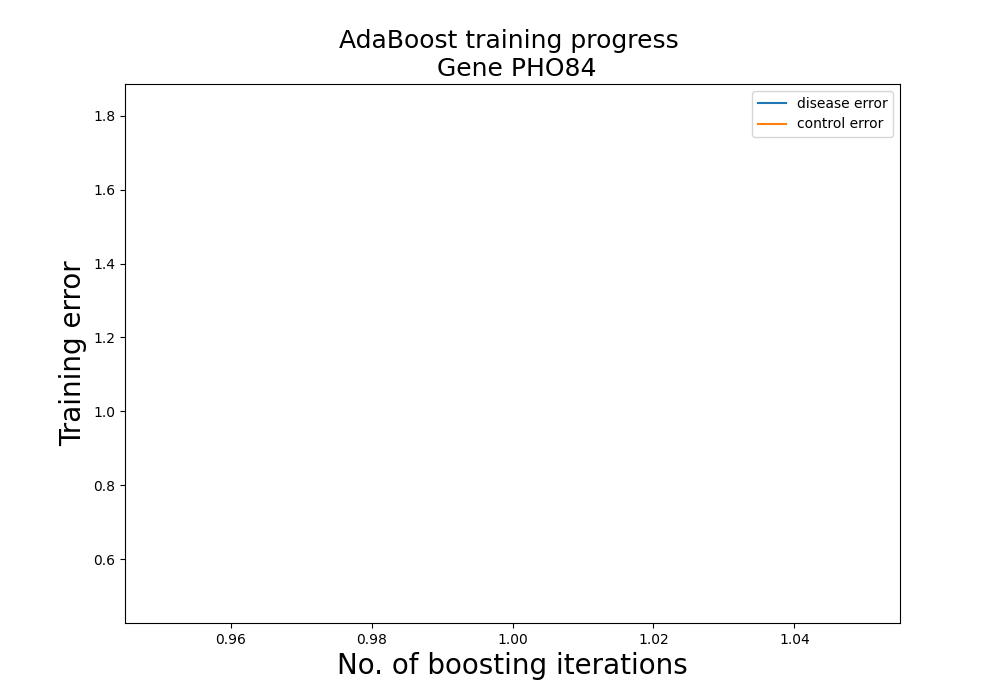 AdaBoost training progress
Gene PHO84
disease error
control error
1.8
1.6
1.4
1.2
1.0
0.8
0.6
Training error
0.96
0.98
1.00
1.02
1.04
No. of boosting iterations